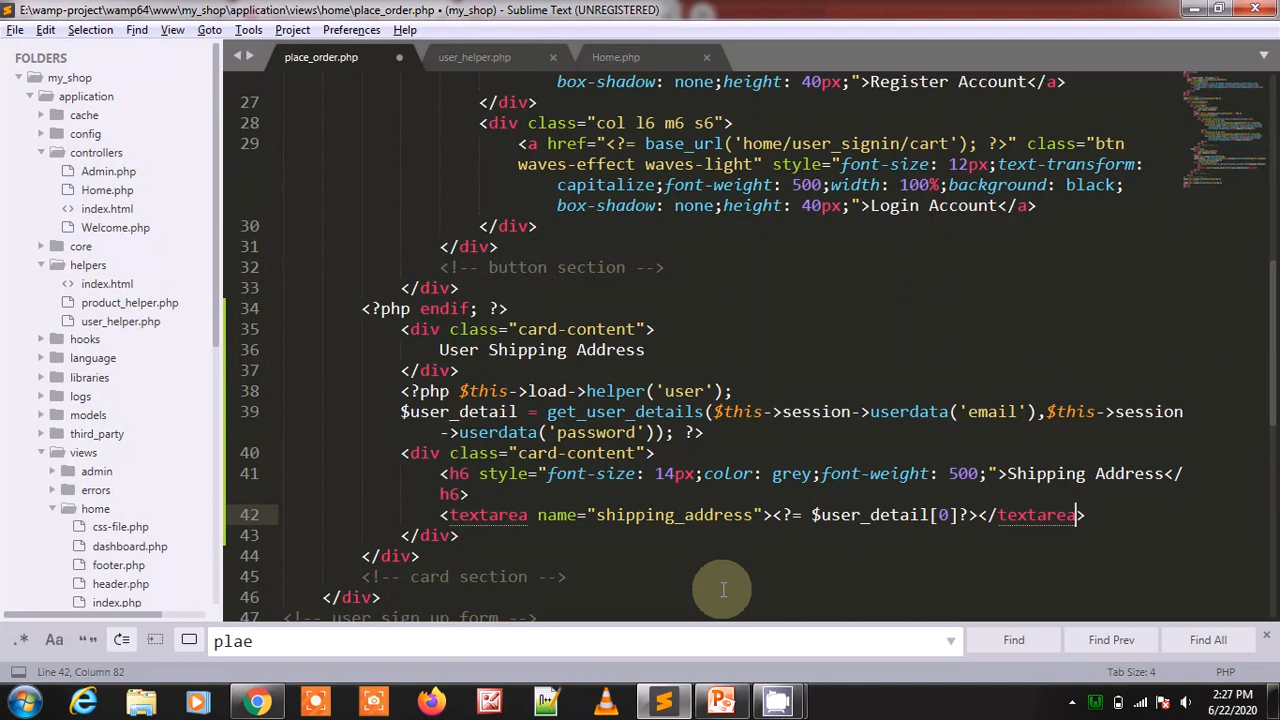 E:\wamp-project\wamp64\www\my_shop\application\views\home\place_order.php • (my_shop) - Sublime Text (UNREGISTERED)
File Edit Selection Find View Goto Tools Project Preferences Help
FOLDERS
my_shop
application
cache
config
controllers
Admin.php
Home.php
index.html
Welcome.php
core
helpers
index.html
product_helper.php
user_helper.php
hooks
language
libraries
logs
models
third_party
views
admin
errors
home
css-file.php
dashboard.php
footer.php
header.php
index.php
place_order.php user_helper.php Home.php
box-shadow: none;height: 40px;">Register Account</a>
27 </div>
28 <div class="col l6 m6 s6">
29 <a href="<?= base_url('home/user_signin/cart'); ?>" class="btn
waves-effect waves-light" style="font-size: 12px;text-transform:
capitalize;font-weight: 500;width: 100%;background: black;
box-shadow: none;height: 40px;">Login Account</a>
30 </div>
31 </div>
32 <!-- button section -->
33 </div>
34 <?php endif; ?>
35 <div class="card-content">
36 User Shipping Address
37 </div>
38 <?php $this->load->helper('user');
39 $user_detail = get_user_details($this->session->userdata('email'),$this->session
->userdata('password')); ?>
40 <div class="card-content">
41 <h6 style="font-size: 14px;color: grey;font-weight: 500;">Shipping Address</
h6>
42 <textarea name="shipping_address"><?= $user_detail[0]?></textarea>
43 </div>
44 </div>
45 <!-- card section -->
46 </div>
47 <!-- user sign up form -->
plae
Find
Find Prev
Find All
Line 42, Column 82
Tab Size: 4
PHP
2:27 PM
6/22/2020